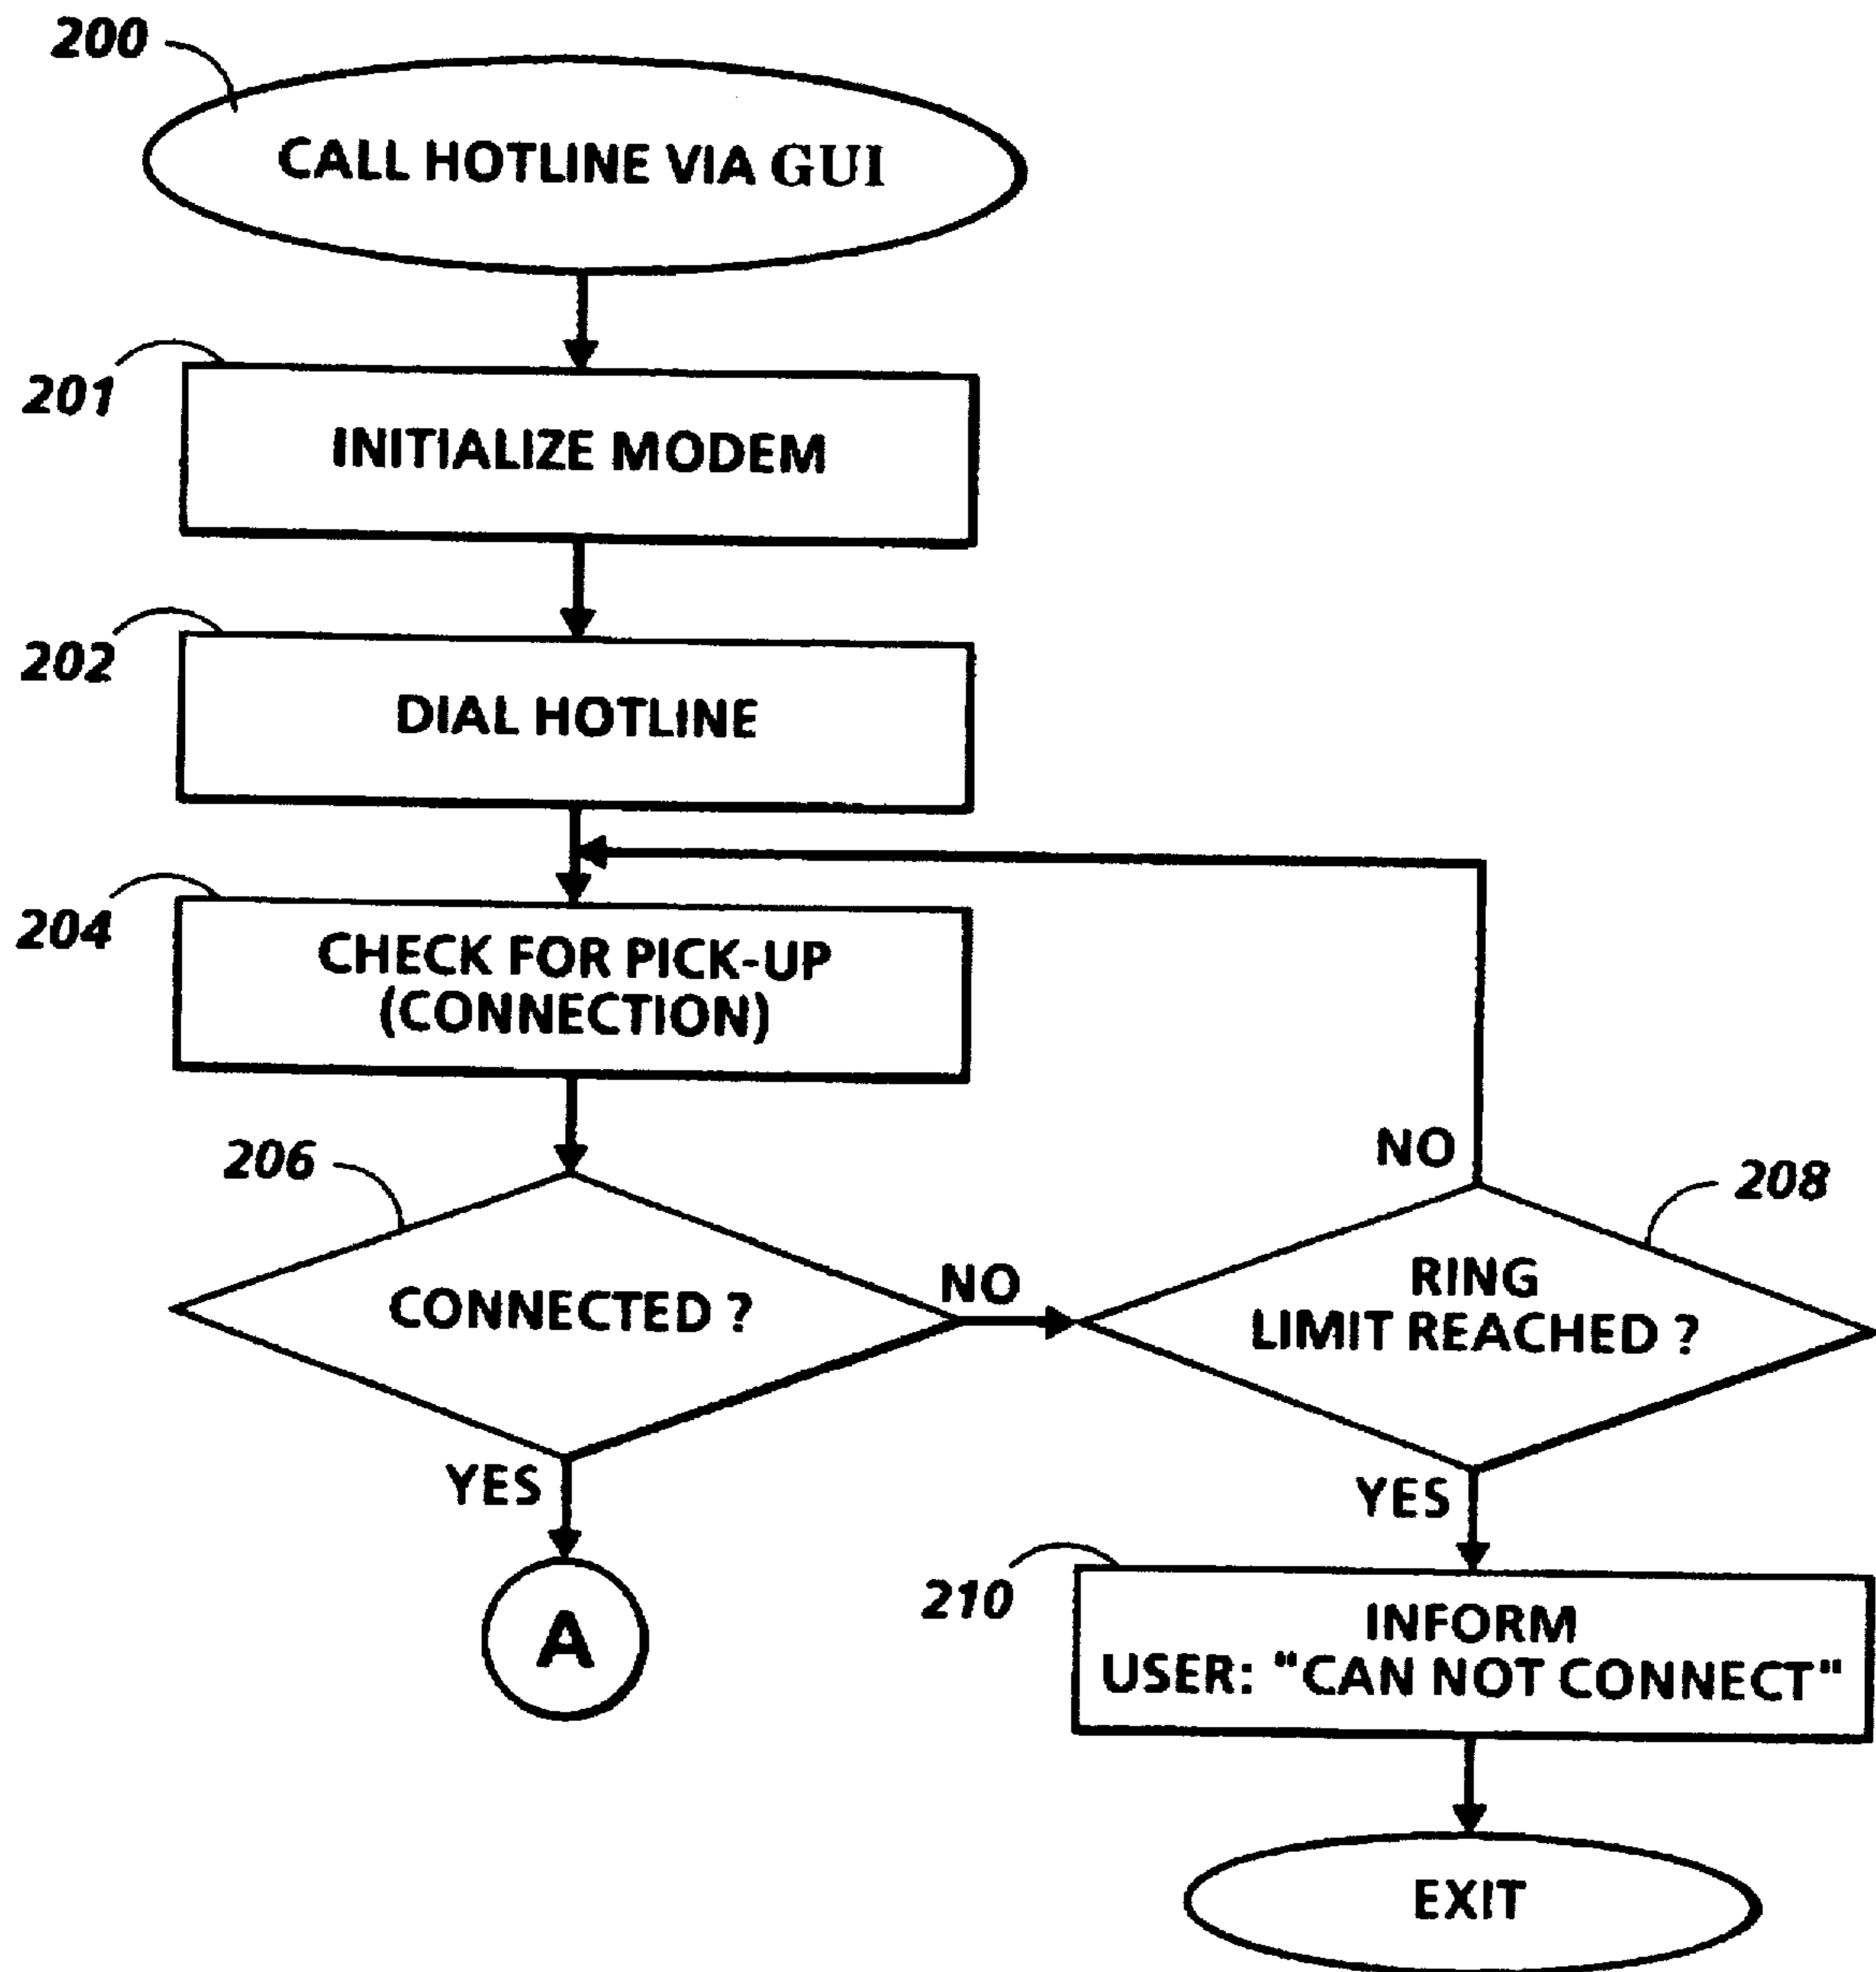 200
CALL HOTLINE VIA GUI
201
INITIALIZE MODEM
202
DIAL HOTLINE
204
CHECK FOR PICK-UP
(CONNECTION)
206
CONNECTED ?
NO
YES
A
NO
208
RING
LIMIT REACHED ?
YES
210
INFORM
USER: "CAN NOT CONNECT"
EXIT